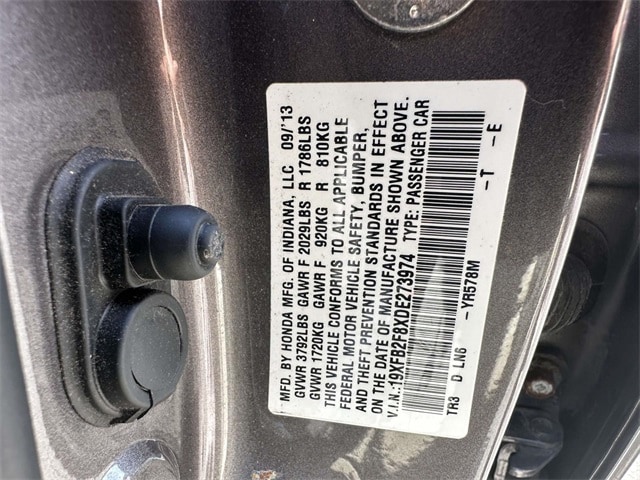 MFD. BY HONDA MFG. OF INDIANA, LLC 09/'13
GVWR 3792LBS GAWR F 2029LBS R 1786LBS
GVWR 1720KG GAWR F 920KG R 810KG
THIS VEHICLE CONFORMS TO ALL APPLICABLE
FEDERAL MOTOR VEHICLE SAFETY, BUMPER,
AND THEFT PREVENTION STANDARDS IN EFFECT
ON THE DATE OF MANUFACTURE SHOWN ABOVE.
V.I.N.:19XFB2F8XDE273974 TYPE: PASSENGER CAR
TR3 D LN6 -YR578M -T -E